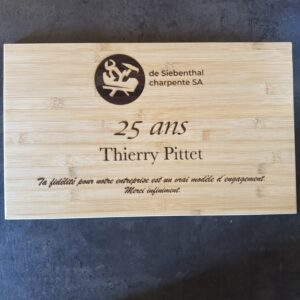 de Siebenthal
charpente SA
25 ans
Thierry Pittet
Ta fidélité pour notre entreprise est un vrai modèle d'engagement.
Merci infiniment.